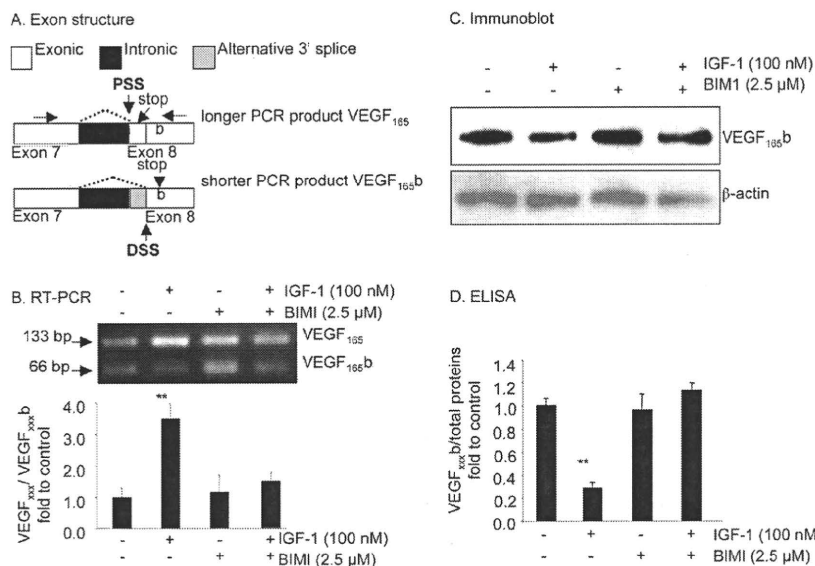 A. Exon structure
Exonic Intronic Alternative 3' splice
PSS
stop
b
longer PCR product VEGF165
Exon 7 Exon 8
stop
b
shorter PCR product VEGF165b
Exon 7 Exon 8
DSS
B. RT-PCR
- + - + IGF-1 (100 nM)
- - + + BIMI (2.5 µM)
133 bp VEGF165
66 bp VEGF165b
VEGFxxx/ VEGFxxxb
fold to control
4.0
3.0
2.0
1.0
0.0
**
- + - + IGF-1 (100 nM)
- - + + BIMI (2.5 µM)
C. Immunoblot
- + - + IGF-1 (100 nM)
- - + + BIM1 (2.5 µM)
VEGF165b
β-actin
D. ELISA
VEGFxxxb/total proteins
fold to control
1.4
1.2
1.0
0.8
0.6
0.4
0.2
0.0
**
- + - + IGF-1 (100 nM
- - + + BIMI (2.5 µM)